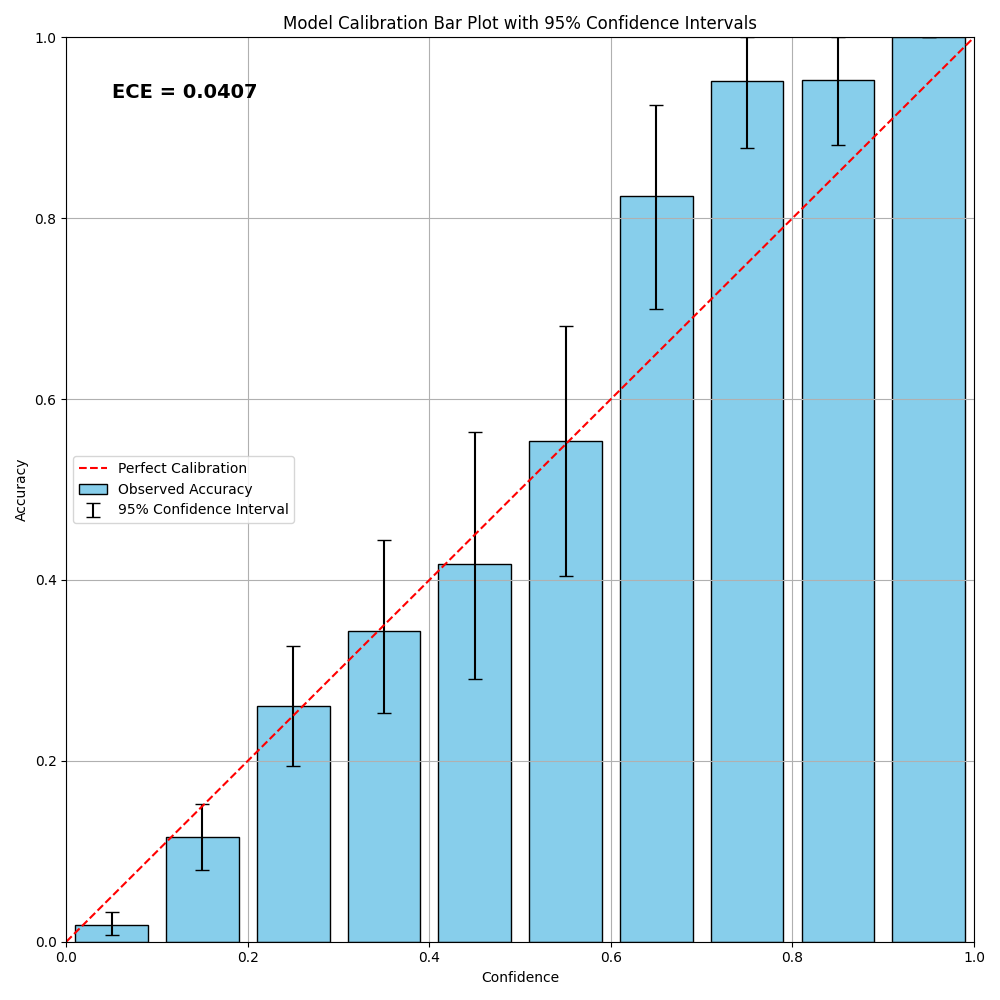 Model Calibration Bar Plot with 95% Confidence Intervals
ECE = 0.0407
Accuracy
1.0
0.8
0.6
0.4
0.2
0.0
Perfect Calibration
Observed Accuracy
95% Confidence Interval
0.0 0.2 0.4 0.6 0.8 1.0
Confidence